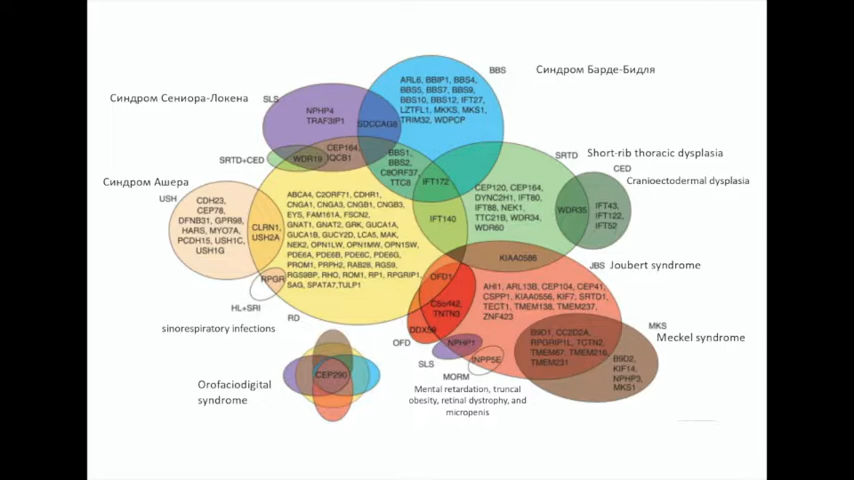 BBS
Синдром Барде-Бидля
ARL6, BBIP1, BBS4,
BBS5, BBS7, BBS9,
BBS10, BBS12, IFT27,
LZTFL1, MKKS, MKS1,
TRIM32, WDPCP
Синдром Сениора-Локена
SLS
NPHP4
TRAF3IP1
SDCCAG8
SRTD+CED
WDR19
CEP164,
IQCB1
BBS1,
BBS2,
C8ORF37,
TTC8
IFT172
SRTD
Short-rib thoracic dysplasia
CED
Cranioectodermal dysplasia
Синдром Ашера
USH
CDH23,
CEP78,
DFNB31, GPR98,
HARS, MYO7A,
PCDH15, USH1C,
USH1G
CLRN1,
USH2A
ABCA4, C2ORF71, CDHR1,
CNGA1, CNGA3, CNGB1, CNGB3,
EYS, FAM161A, FSCN2,
GNAT1, GNAT2, GRK, GUCA1A,
GUCA1B, GUCY2D, LCA5, MAK,
NEK2, OPN1LW, OPN1MW, OPN1SW,
PDE6A, PDE6B, PDE6C, PDE6G,
PROM1, PRPH2, RAB28, RGS9,
RGS9BP, RHO, ROM1, RP1, RPGRIP1,
SAG, SPATA7,TULP1
IFT140
CEP120, CEP164,
DYNC2H1, IFT80,
IFT88, NEK1,
TTC21B, WDR34,
WDR60
WDR35
IFT43,
IFT122,
IFT52
KIAA0586
JBS
Joubert syndrome
RPGR
HL+SRI
sinorespiratory infections
RD
OFD1
C5orf42,
TNTN3
DDX59
OFD
AHI1, ARL13B, CEP104, CEP41,
CSPP1, KIAA0556, KIF7, SRTD1,
TECT1, TMEM138, TMEM237,
ZNF423
MKS
Meckel syndrome
B9D1, CC2D2A,
RPGRIP1L, TCTN2,
TMEM67, TMEM216,
TMEM231
B9D2,
KIF14,
NPHP3,
MKS1
NPHP1
SLS
INPP5E
MORM
Mental retardation, truncal
obesity, retinal dystrophy, and
micropenis
Orofaciodigital
syndrome
CEP290